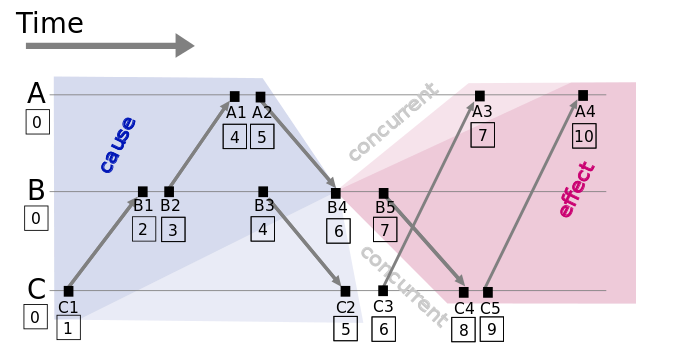 Time
A
0
A1
4
A2
5
A3
7
A4
10
cause
concurrent
effect
B
0
B1
2
B2
3
B3
4
B4
6
B5
7
concurrent
C
0
C1
1
C2
5
C3
6
C4
8
C5
9